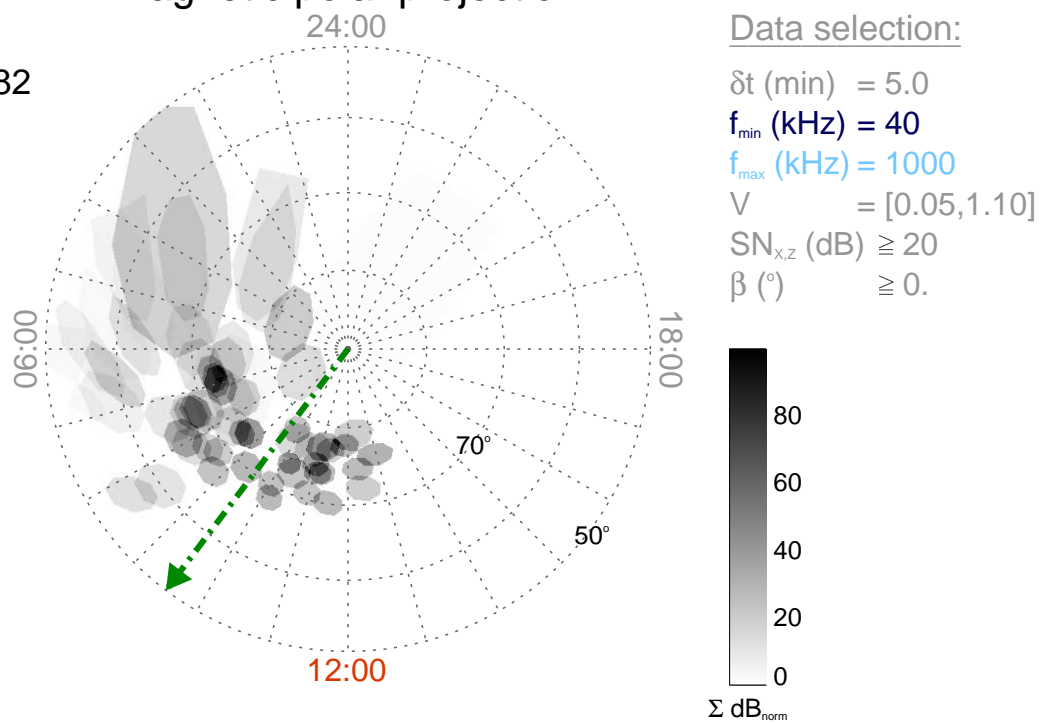 24:00
82
06:00
18:00
70°
50°
12:00
Data selection:
δt (min) = 5.0
fmin (kHz) = 40
fmax (kHz) = 1000
V = [0.05,1.10]
SNx,z (dB) ≧ 20
β (°) ≧ 0.
80
60
40
20
0
Σ dBnorm